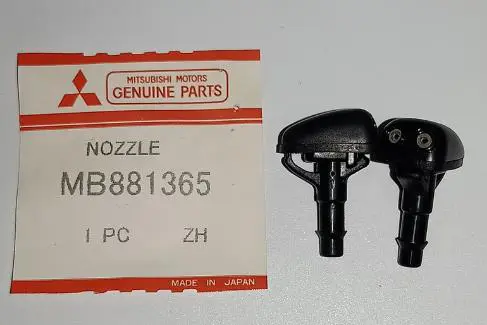 MITSUBISHI MOTORS
GENUINE PARTS
NOZZLE
MB881365
1 PC ZH
MADE IN JAPAN